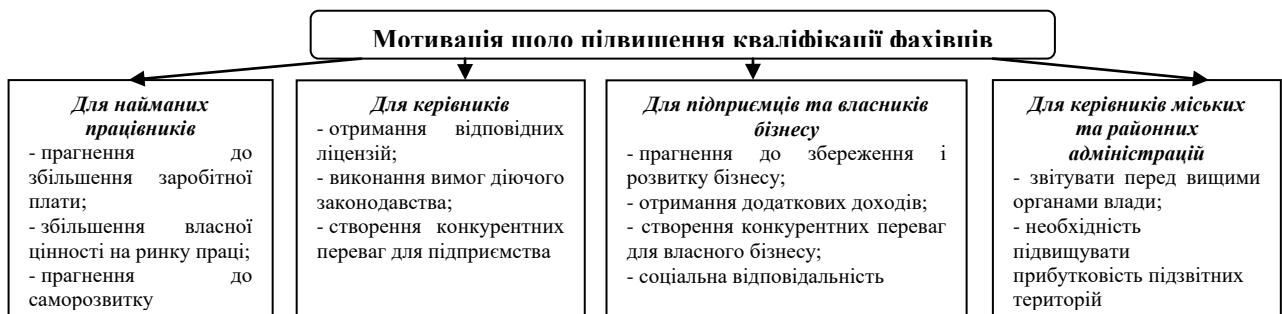 Мотивація щодо підвищення кваліфікації фахівців
Для найманих
працівників
- прагнення до
збільшення заробітної
плати;
- збільшення власної
цінності на ринку праці;
- прагнення до
саморозвитку
Для керівників
- отримання відповідних
ліцензій;
- виконання вимог діючого
законодавства;
- створення конкурентних
переваг для підприємства
Для підприємців та власників
бізнесу
- прагнення до збереження і
розвитку бізнесу;
- отримання додаткових доходів;
- створення конкурентних переваг
для власного бізнесу;
- соціальна відповідальність
Для керівників міських
та районних
адміністрацій
- звітувати перед вищими
органами влади;
- необхідність
підвищувати
прибутковість підзвітних
територій